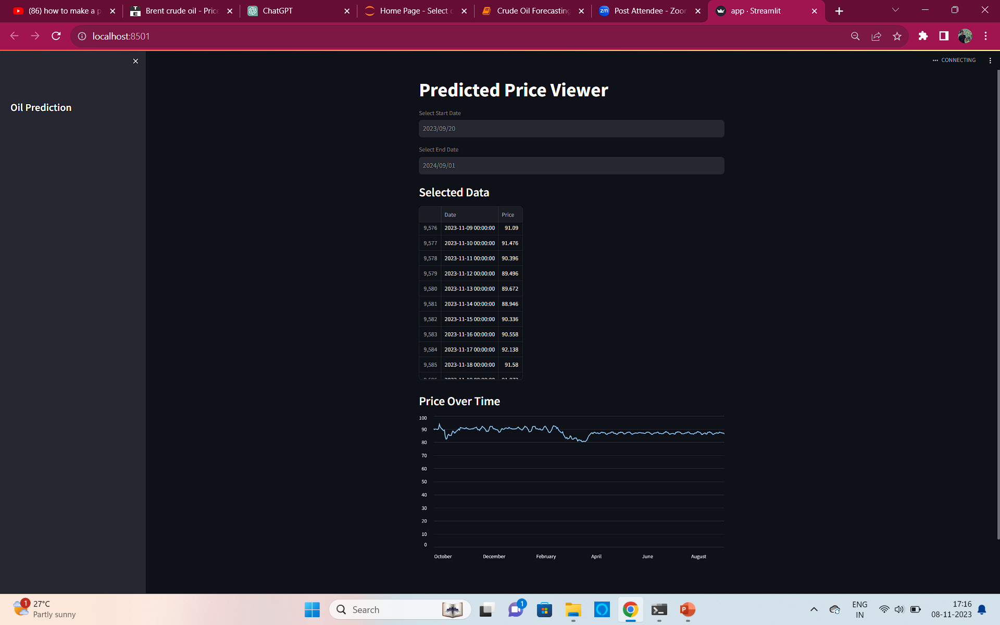 (86) how to make a p
Brent crude oil - Price
ChatGPT
Home Page - Select o
Crude Oil Forecasting
Post Attendee - Zoom
app · Streamlit
localhost:8501
CONNECTING
Oil Prediction
Predicted Price Viewer
Select Start Date
2023/09/20
Select End Date
2024/09/01
Selected Data
Date Price
9,576 2023-11-09 00:00:00 91.09
9,577 2023-11-10 00:00:00 91.476
9,578 2023-11-11 00:00:00 90.396
9,579 2023-11-12 00:00:00 89.496
9,580 2023-11-13 00:00:00 89.672
9,581 2023-11-14 00:00:00 88.946
9,582 2023-11-15 00:00:00 90.336
9,583 2023-11-16 00:00:00 90.558
9,584 2023-11-17 00:00:00 92.138
9,585 2023-11-18 00:00:00 91.58
Price Over Time
100
90
80
70
60
50
40
30
20
10
0
October December February April June August
1
27°C
Partly sunny
Search
1
ENG
IN
17:16
08-11-2023